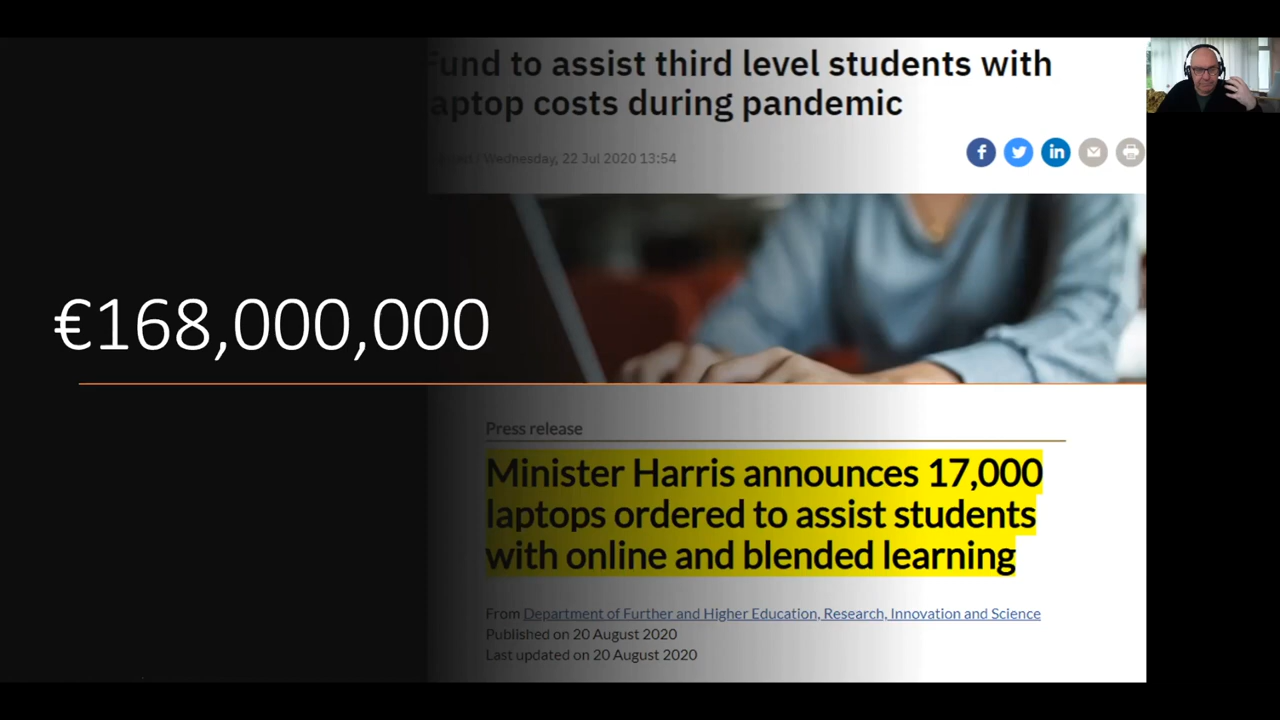 Fund to assist third level students with
laptop costs during pandemic
Wednesday, 22 Jul 2020 13:54
€168,000,000
Press release
Minister Harris announces 17,000
laptops ordered to assist students
with online and blended learning
From Department of Further and Higher Education, Research, Innovation and Science
Published on 20 August 2020
Last updated on 20 August 2020